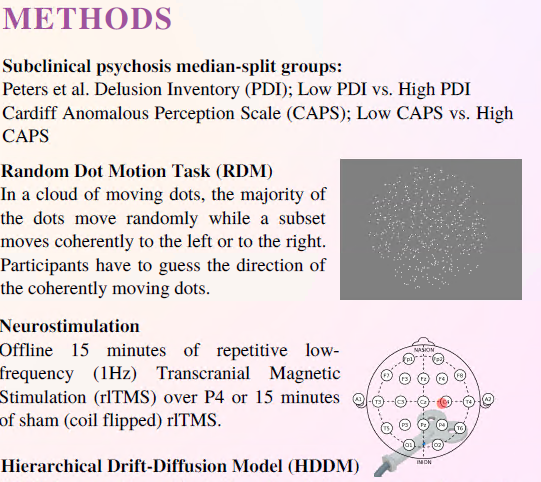 METHODS
Subclinical psychosis median-split groups:
Peters et al. Delusion Inventory (PDI); Low PDI vs. High PDI
Cardiff Anomalous Perception Scale (CAPS); Low CAPS vs. High
CAPS
Random Dot Motion Task (RDM)
In a cloud of moving dots, the majority of
the dots move randomly while a subset
moves coherently to the left or to the right.
Participants have to guess the direction of
the coherently moving dots.
Neurostimulation
Offline 15 minutes of repetitive low-
frequency (1Hz) Transcranial Magnetic
Stimulation (rlTMS) over P4 or 15 minutes
of sham (coil flipped) rlTMS.
NASION
Fp1 Fp2
F7 F3 Fz F4 F8
A1 T3 C3 Cz T4 A2
T5 P3 Pz P4 T6
O1 O2
INION
Hierarchical Drift-Diffusion Model (HDDM)